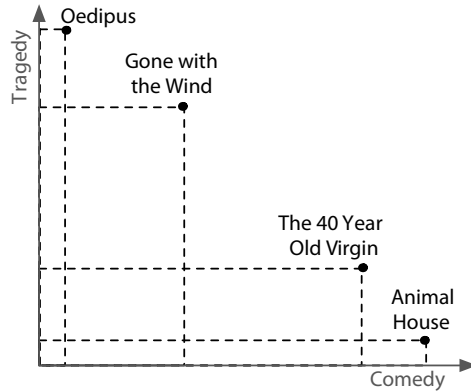 Oedipus
Tragedy
Gone with
the Wind
The 40 Year
Old Virgin
Animal
House
Comedy